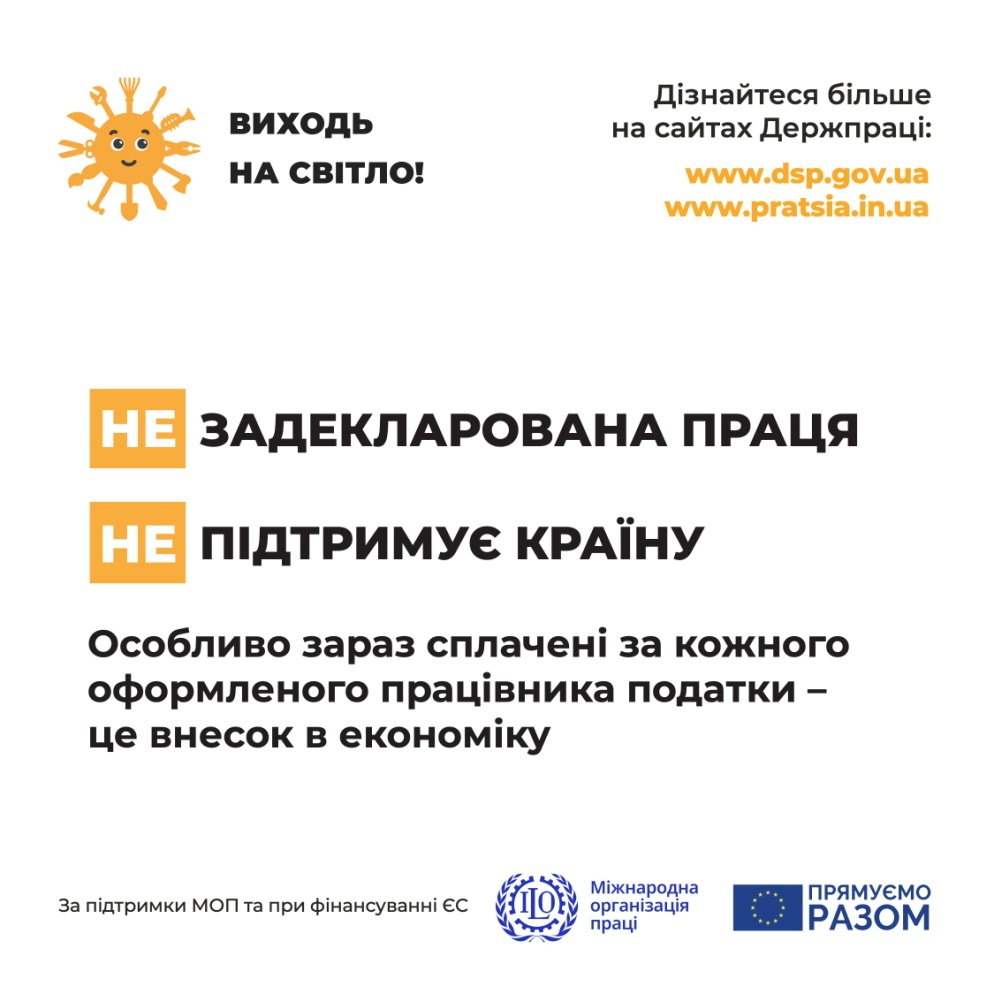 ВИХОДЬ
НА СВІТЛО!
Дізнайтеся більше
на сайтах Держпраці:
www.dsp.gov.ua
www.pratsia.in.ua
НЕ ЗАДЕКЛАРОВАНА ПРАЦЯ
НЕ ПІДТРИМУЄ КРАЇНУ
Особливо зараз сплачені за кожного
оформленого працівника податки –
це внесок в економіку
За підтримки МОП та при фінансуванні ЄС
ILO
Міжнародна
організація
праці
ПРЯМУЄМО
РАЗОМ